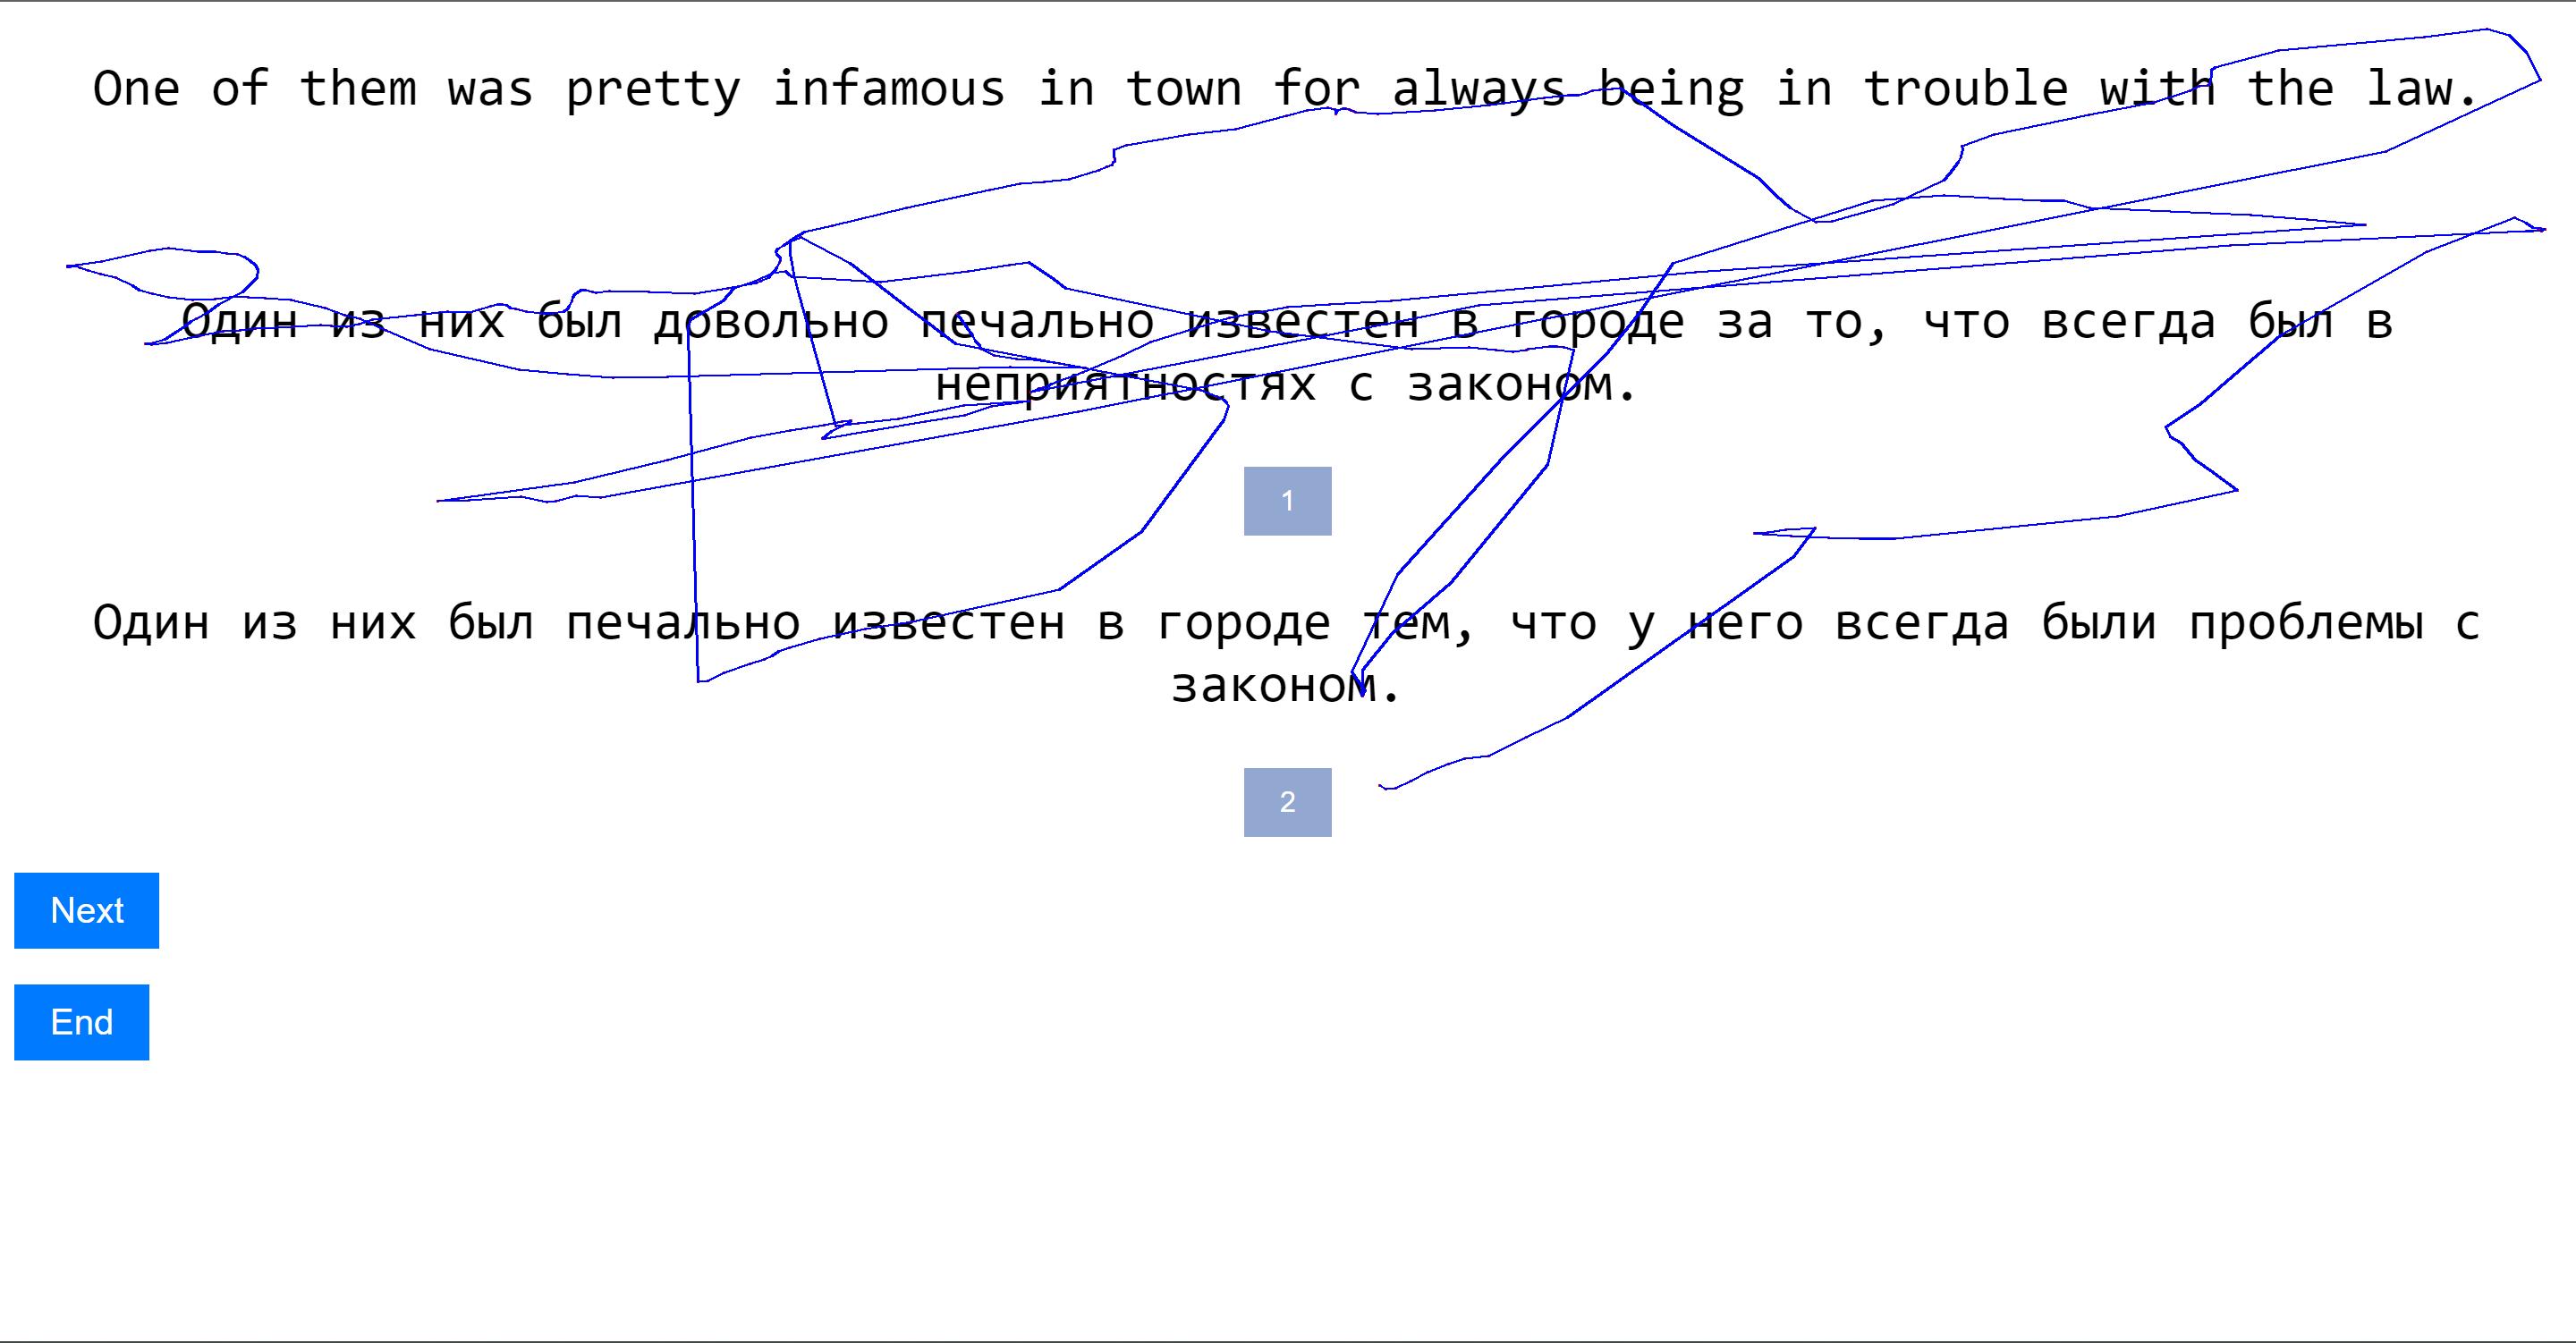 One of them was pretty infamous in town for always being in trouble with the law.
Один из них был довольно печально известен в городе за то, что всегда был в
неприятностях с законом.
1
Один из них был печально известен в городе тем, что у него всегда были проблемы с
законом.
2
Next
End